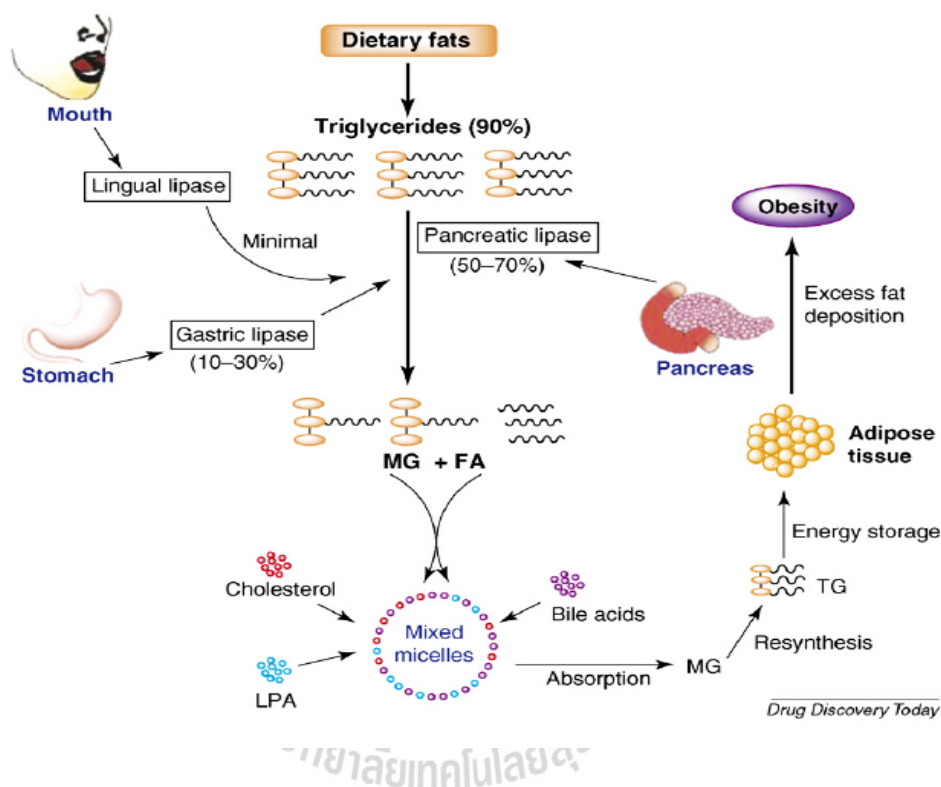 Dietary fats
Mouth
Triglycerides (90%)
Lingual lipase
Minimal
Pancreatic lipase
(50–70%)
Obesity
Excess fat
deposition
Gastric lipase
(10–30%)
Stomach
Pancreas
MG + FA
Adipose
tissue
Energy storage
Cholesterol
Bile acids
TG
Mixed
micelles
Resynthesis
LPA
Absorption
MG
Drug Discovery Today